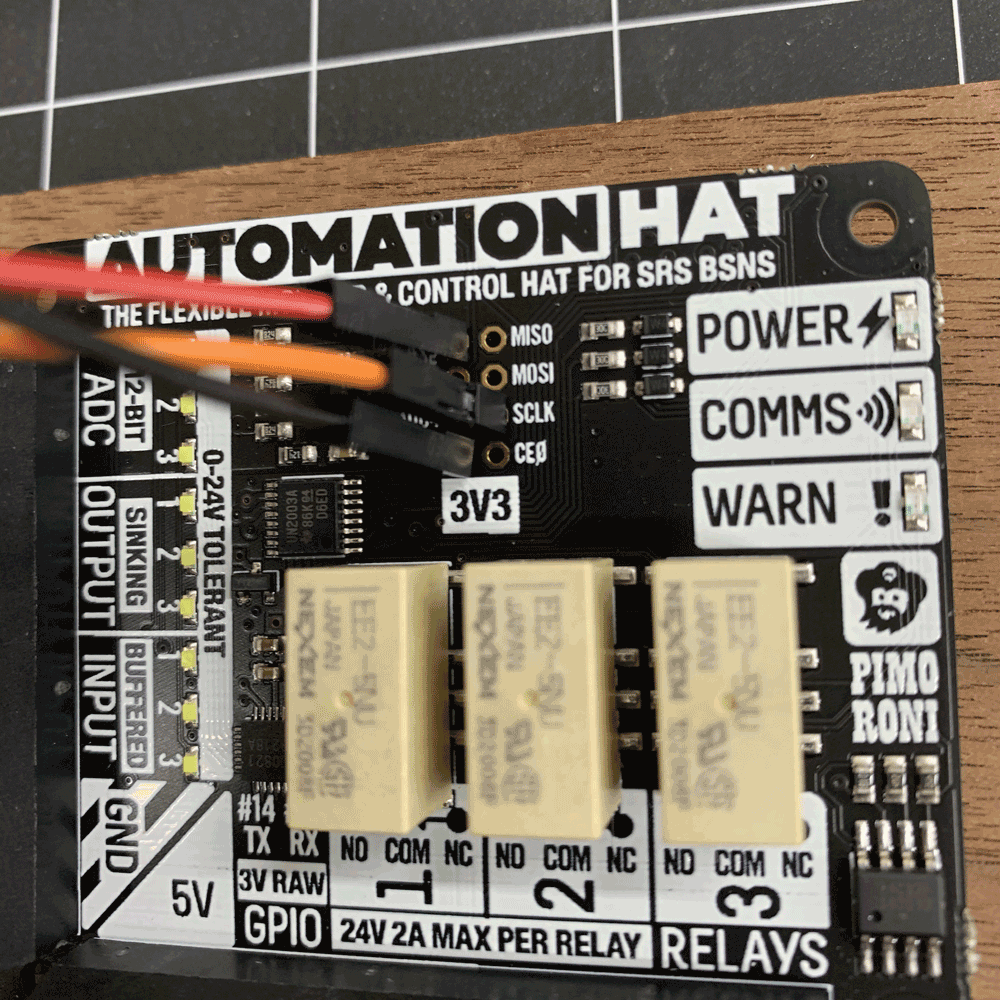 AUTOMATION HAT
THE FLEXIBLE & CONTROL HAT FOR SRS BSNS
MISO
MOSI
SCLK
CEØ
3V3
POWER
COMMS
WARN !
ADC
12-BIT
2
3
OUTPUT
SINKING
1
2
3
INPUT
BUFFERED
1
2
3
0-24V TOLERANT
UN2003A
86K
D6ED
EE2-5NU
JAPAN
NEXEM
EE2-5NU
JAPAN
NEXEM
EE2-5NU
JAPAN
NEXEM
PIMO
RONI
GND
5V
#14
TX RX
3V RAW
GPIO
NO COM NC
1
NO COM NC
2
NO COM NC
3
24V 2A MAX PER RELAY
RELAYS